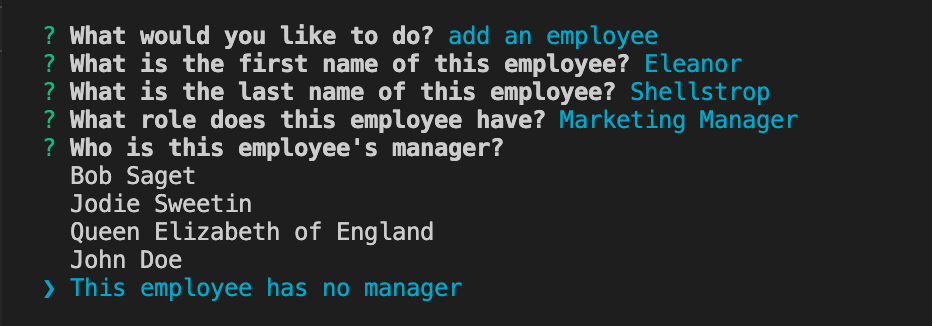 ? What would you like to do? add an employee
? What is the first name of this employee? Eleanor
? What is the last name of this employee? Shellstrop
? What role does this employee have? Marketing Manager
? Who is this employee's manager?
Bob Saget
Jodie Sweetin
Queen Elizabeth of England
John Doe
❯ This employee has no manager